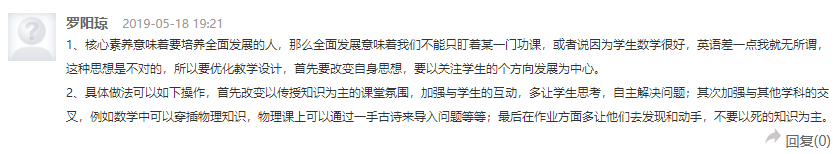 罗阳琼 2019-05-18 19:21
1、核心素养意味着要培养全面发展的人，那么全面发展意味着我们不能只盯着某一门功课，或者说因为学生数学很好，英语差一点我就无所谓，
这种思想是不对的，所以要优化教学设计，首先要改变自身思想，要以关注学生的个方向发展为中心。
2、具体做法可以如下操作，首先改变以传授知识为主的课堂氛围，加强与学生的互动，多让学生思考，自主解决问题；其次加强与其他学科的交
叉，例如数学中可以穿插物理知识，物理课上可以通过一手古诗来导入问题等等；最后在作业方面多让他们去发现和动手，不要以死的知识为主。
回复(0)